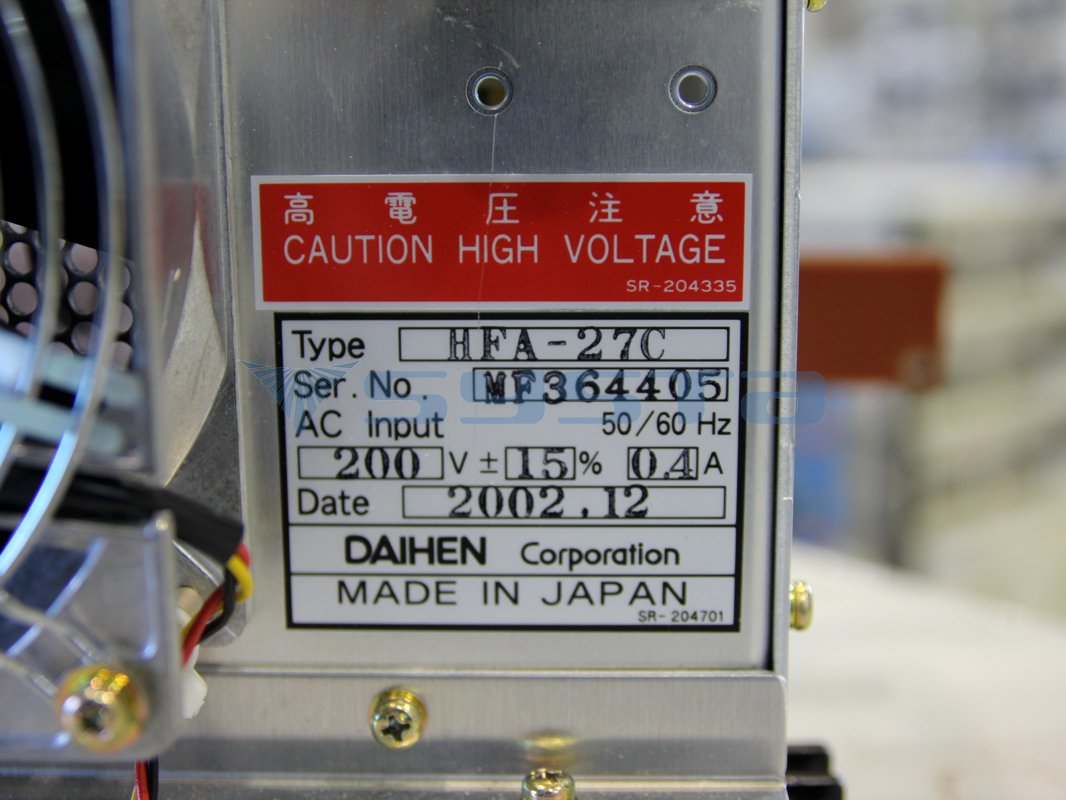 高電圧注意
CAUTION HIGH VOLTAGE
SR-204335
Type HFA-27C
Ser. No. MF364405
AC Input 50/60 Hz
200 V ± 15 % 0.4 A
Date 2002.12
DAIHEN Corporation
MADE IN JAPAN
SR-204701